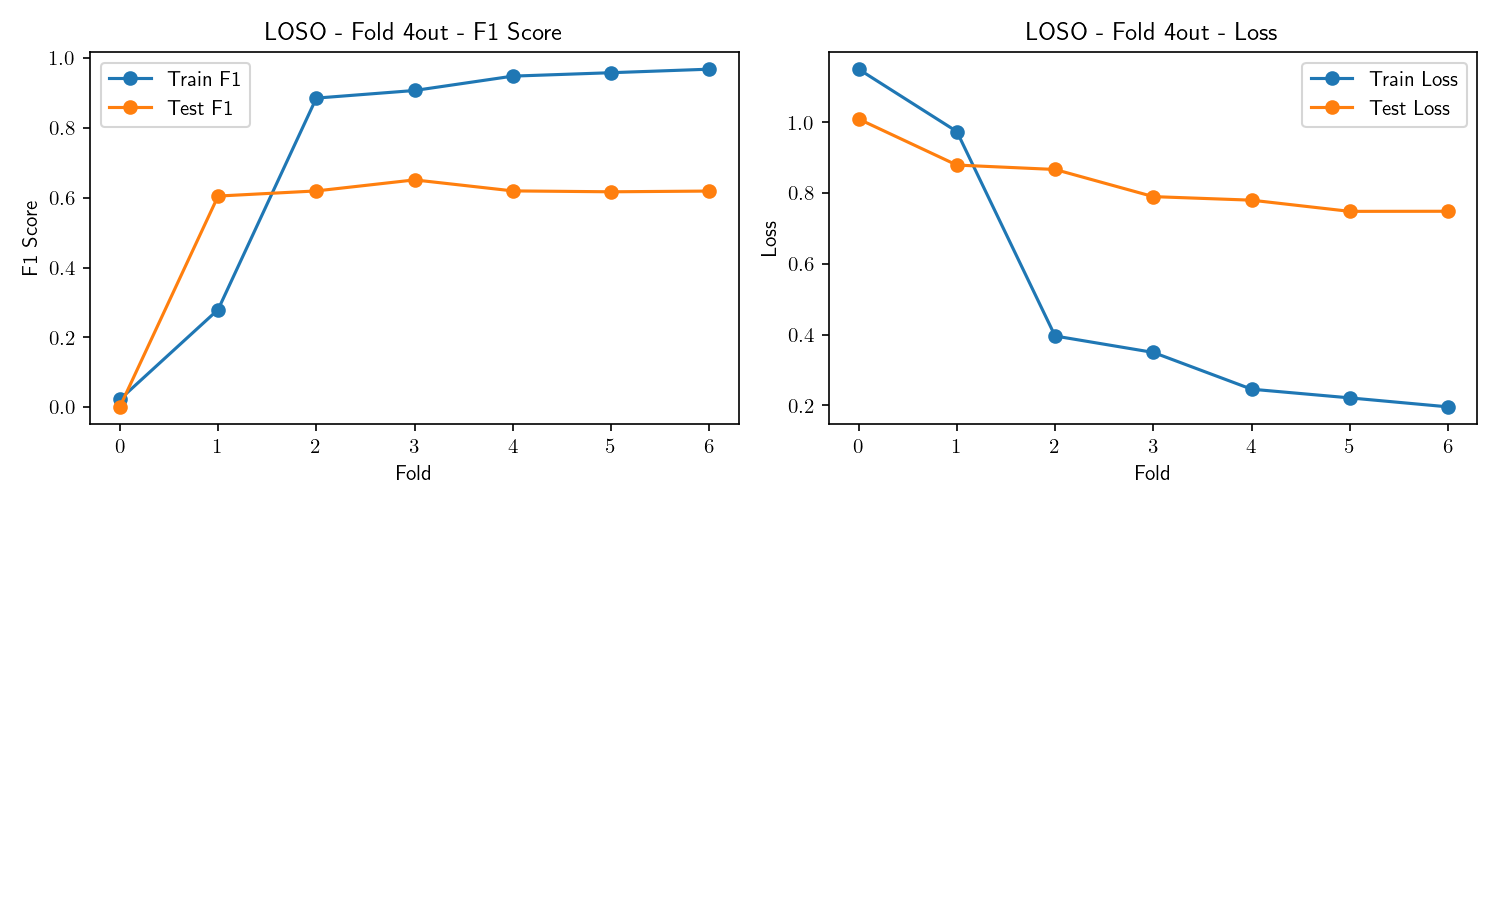 LOSO - Fold 4out - F1 Score
1.0
0.8
0.6
0.4
0.2
0.0
F1 Score
Train F1
Test F1
0 1 2 3 4 5 6
Fold
LOSO - Fold 4out - Loss
1.0
0.8
0.6
0.4
0.2
Loss
Train Loss
Test Loss
0 1 2 3 4 5 6
Fold